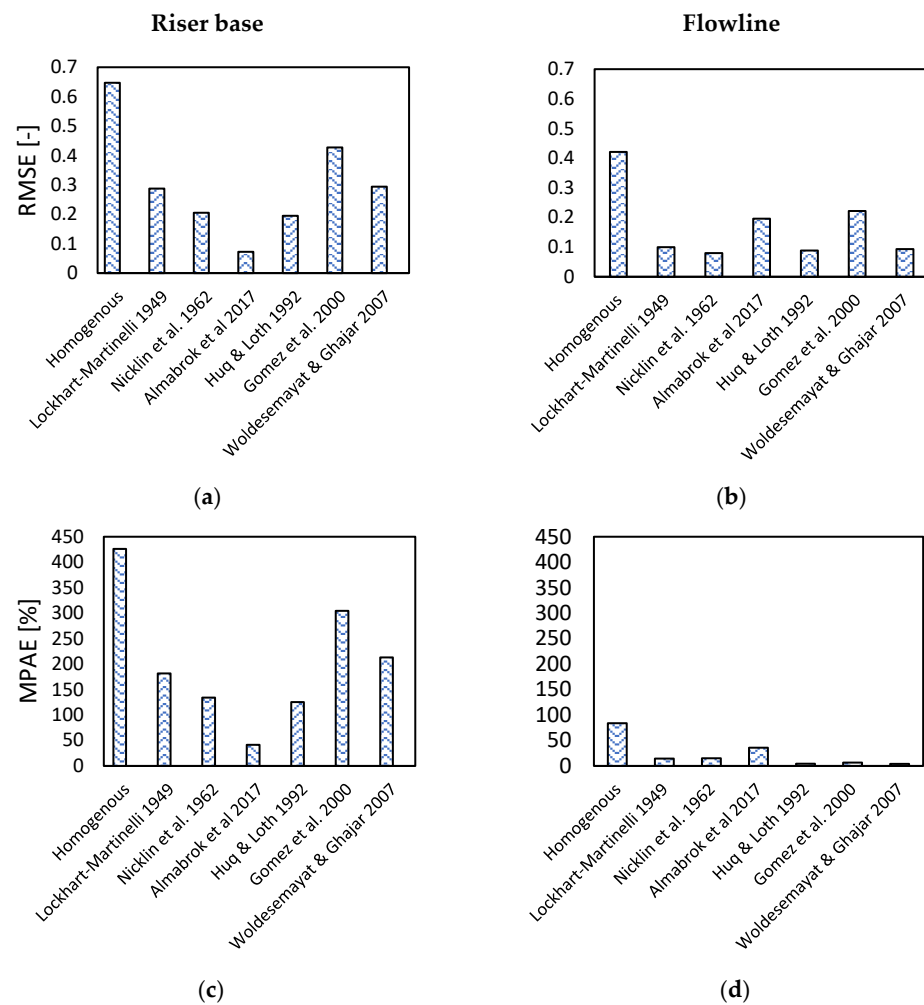 Riser base
Flowline
RMSE [-]
0.7
0.6
0.5
0.4
0.3
0.2
0.1
0
Homogenous
Lockhart-Martinelli 1949
Nicklin et al. 1962
Almabrok et al 2017
Huq & Loth 1992
Gomez et al. 2000
Woldesemayat & Ghajar 2007
(a)
0.7
0.6
0.5
0.4
0.3
0.2
0.1
0
Homogenous
Lockhart-Martinelli 1949
Nicklin et al. 1962
Almabrok et al 2017
Huq & Loth 1992
Gomez et al. 2000
Woldesemayat & Ghajar 2007
(b)
MPAE [%]
450
400
350
300
250
200
150
100
50
0
Homogenous
Lockhart-Martinelli 1949
Nicklin et al. 1962
Almabrok et al 2017
Huq & Loth 1992
Gomez et al. 2000
Woldesemayat & Ghajar 2007
(c)
450
400
350
300
250
200
150
100
50
0
Homogenous
Lockhart-Martinelli 1949
Nicklin et al. 1962
Almabrok et al 2017
Huq & Loth 1992
Gomez et al. 2000
Woldesemayat & Ghajar 2007
(d)